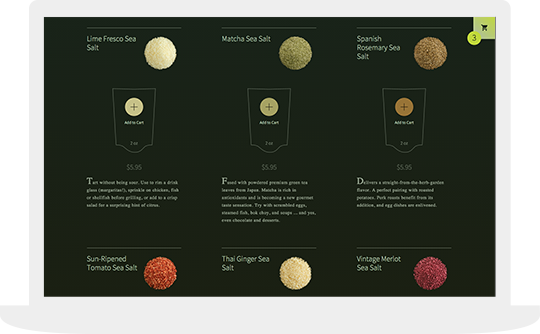 3
Lime Fresco Sea
Salt
Matcha Sea Salt
Spanish
Rosemary Sea
Salt
Add to Cart
Add to Cart
Add to Cart
3 oz
3 oz
3 oz
$5.95
$5.95
$5.95
Tart without being sour. Use to rim a drink
glass (margaritas!), sprinkle on chicken, fish
or shellfish before grilling, or add to a crisp
salad for a surprising hint of citrus.
Fused with powdered premium green tea
leaves from Japan. Matcha is rich in
antioxidants and is becoming a new gourmet
taste sensation. Try with scrambled eggs,
steamed fish, bok choy, and soups ... and yes,
even chocolate and desserts.
Delivers a straight-from-the-herb-garden
flavor. A perfect pairing with roasted
potatoes. Pork roasts benefit from its
addition, and egg dishes are enlivened.
Sun-Ripened
Tomato Sea Salt
Thai Ginger Sea
Salt
Vintage Merlot
Sea Salt